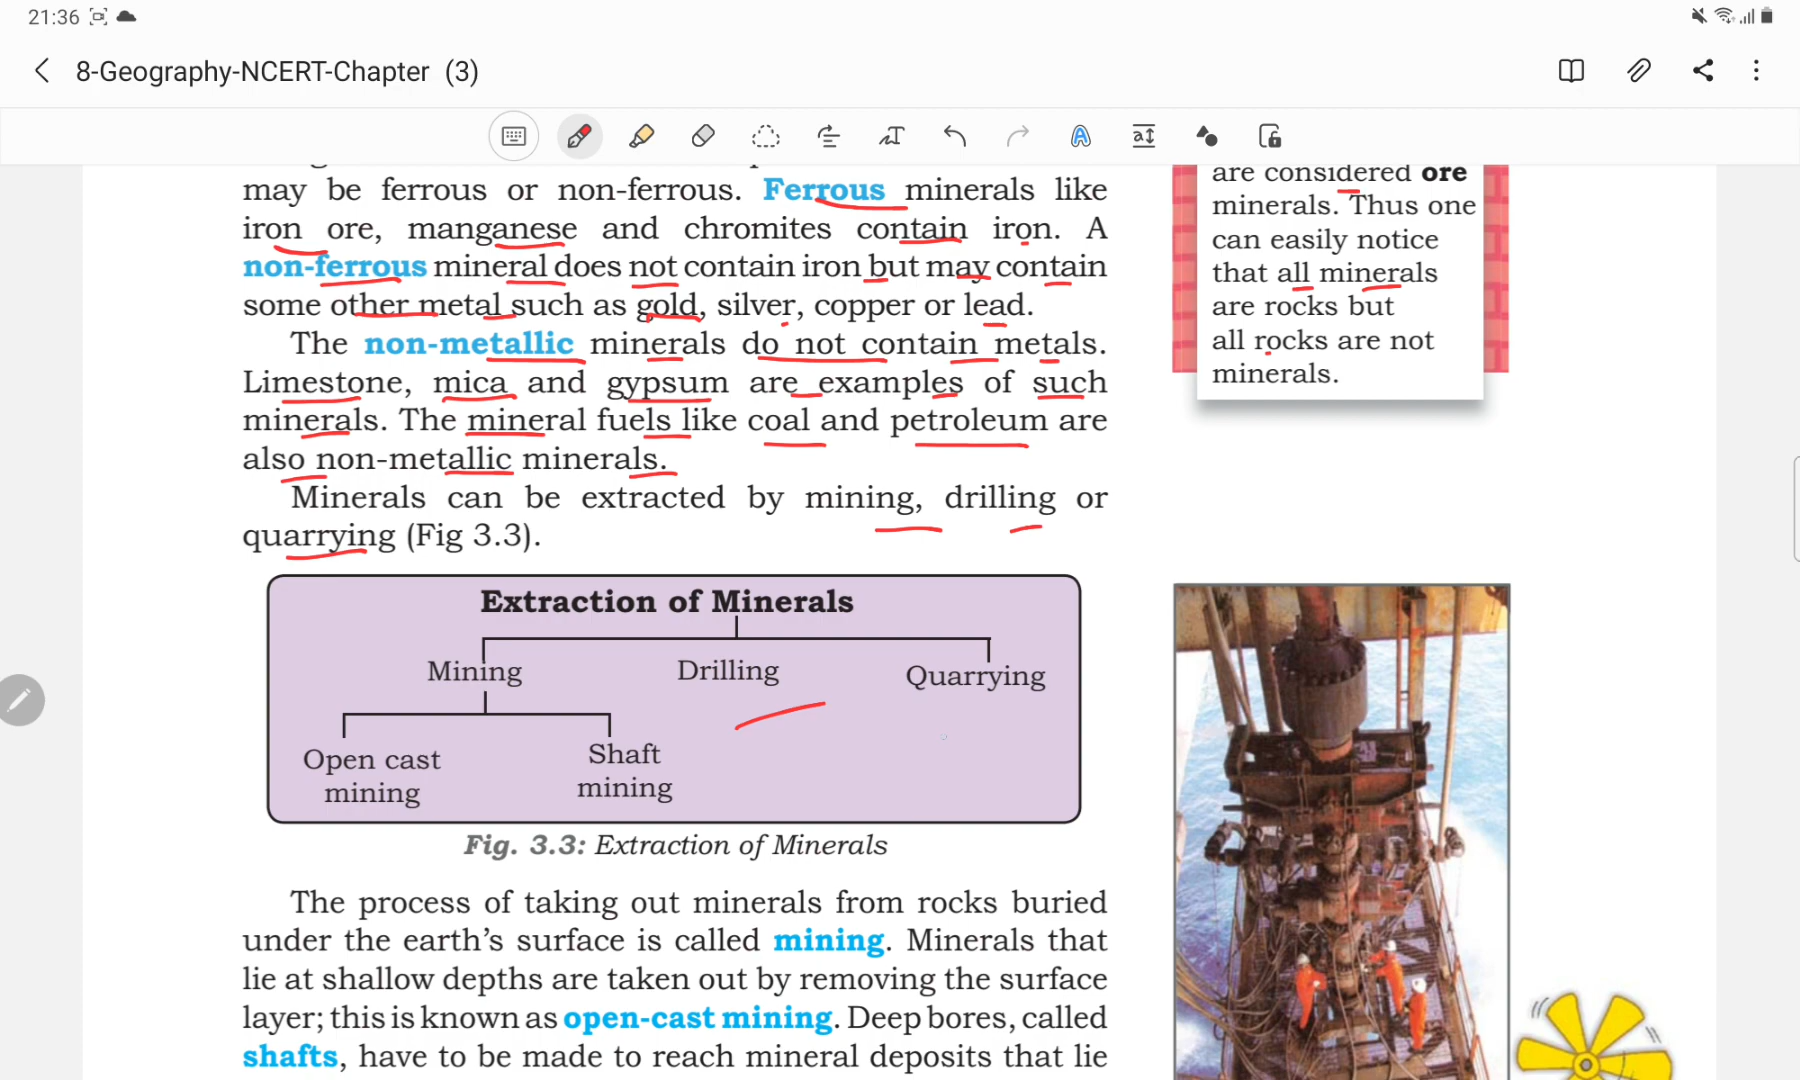 21:36
8-Geography-NCERT-Chapter (3)
may be ferrous or non-ferrous. Ferrous minerals like
iron ore, manganese and chromites contain iron. A
non-ferrous mineral does not contain iron but may contain
some other metal such as gold, silver, copper or lead.
The non-metallic minerals do not contain metals.
Limestone, mica and gypsum are examples of such
minerals. The mineral fuels like coal and petroleum are
also non-metallic minerals.
Minerals can be extracted by mining, drilling or
quarrying (Fig 3.3).
are considered ore
minerals. Thus one
can easily notice
that all minerals
are rocks but
all rocks are not
minerals.
Extraction of Minerals
Mining
Drilling
Quarrying
Open cast
mining
Shaft
mining
Fig. 3.3: Extraction of Minerals
The process of taking out minerals from rocks buried
under the earth's surface is called mining. Minerals that
lie at shallow depths are taken out by removing the surface
layer; this is known as open-cast mining. Deep bores, called
shafts, have to be made to reach mineral deposits that lie